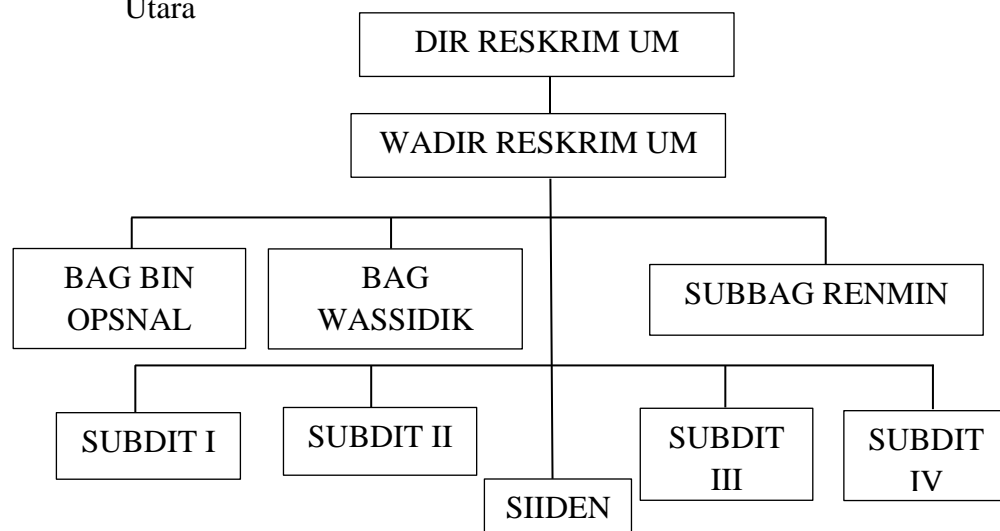 Utara
DIR RESKRIM UM
WADIR RESKRIM UM
BAG BIN
OPSNAL
BAG
WASSIDIK
SUBBAG RENMIN
SUBDIT I
SUBDIT II
SUBDIT
III
SUBDIT
IV
SIIDEN